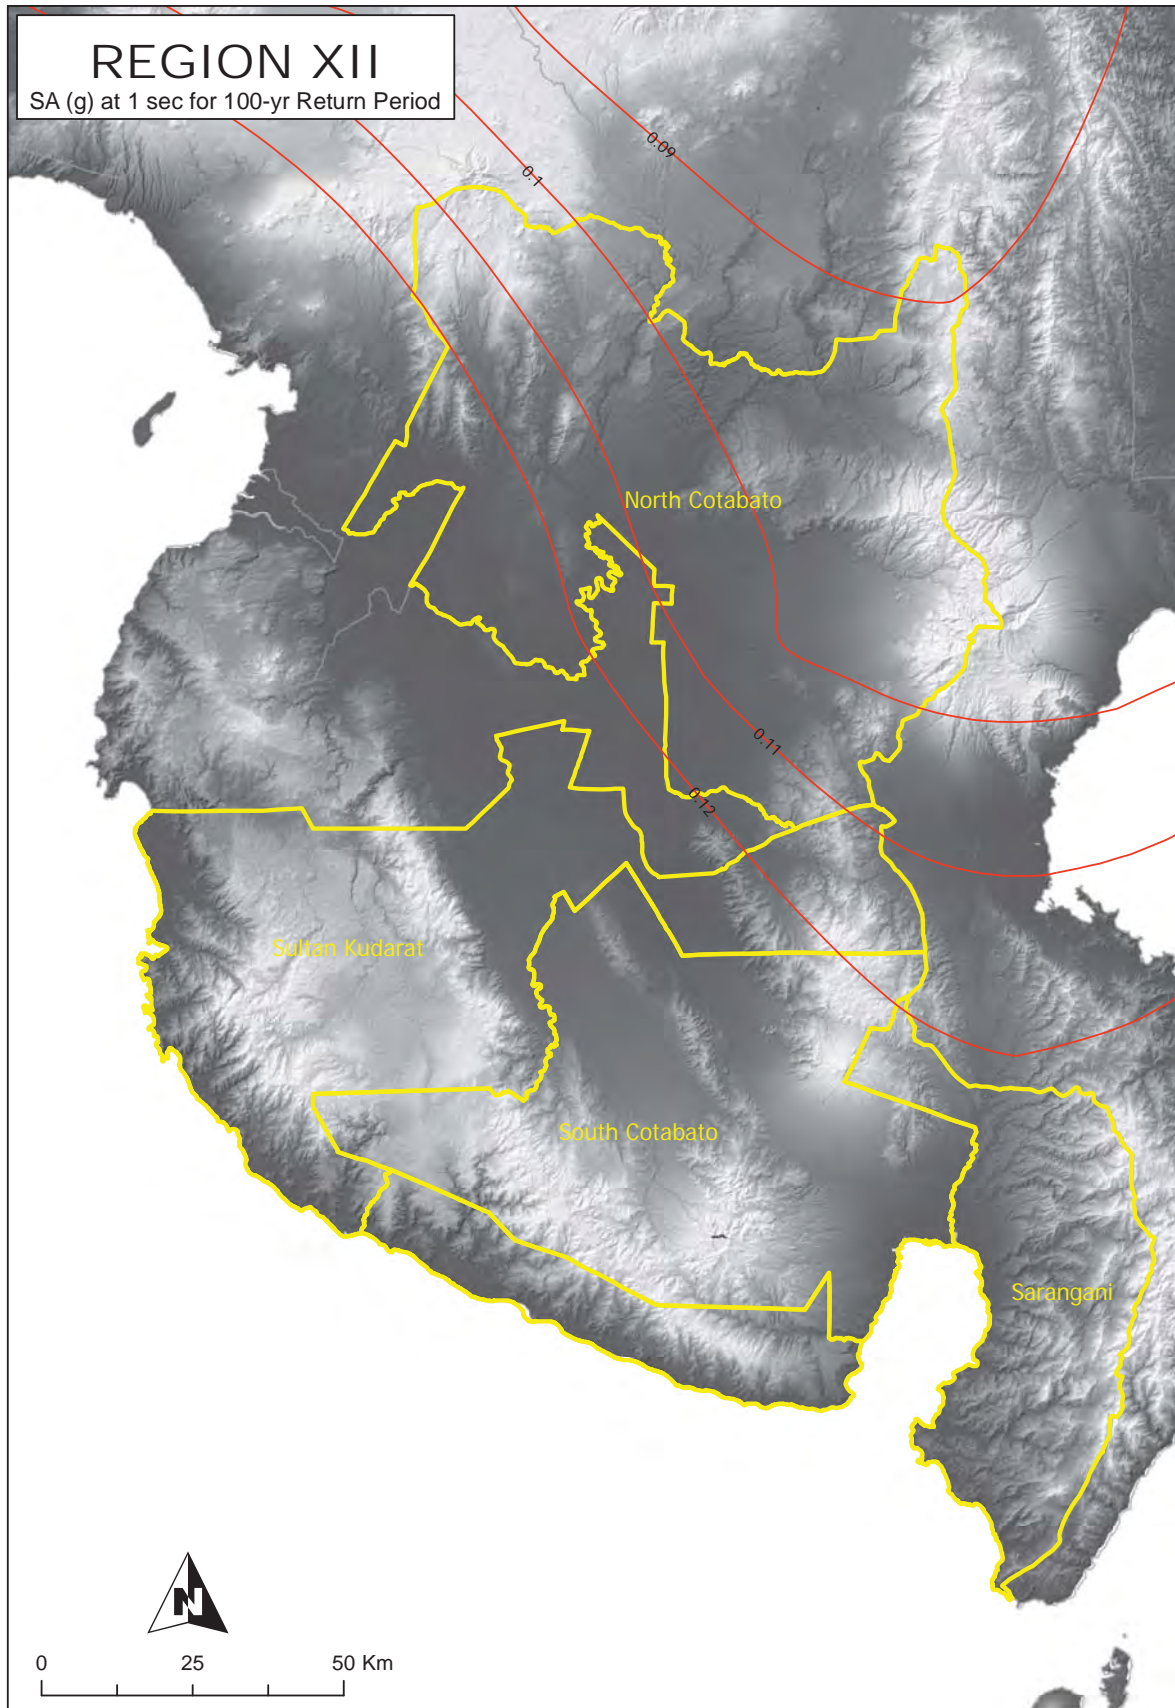 REGION XII
SA (g) at 1 sec for 100-yr Return Period
0.09
0.1
North Cotabato
0.11
0.12
Sultan Kudarat
South Cotabato
Sarangani
N
0 25 50 Km